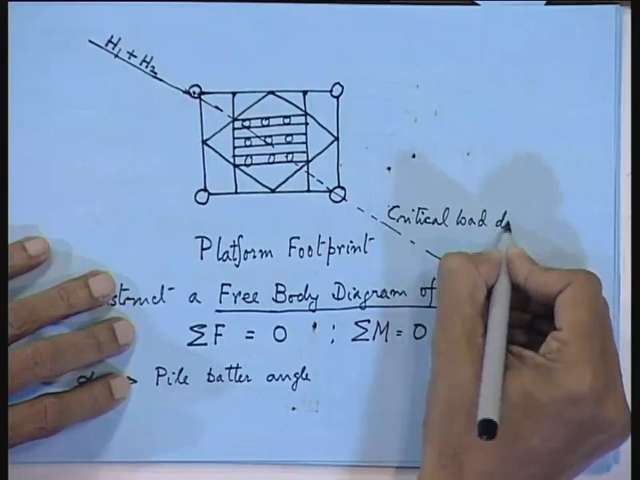 H₁ + H₂
Critical load d
Platform Footprint
a Free Body Diagram of
ΣF = 0 ; ΣM = 0
Pile batter angle